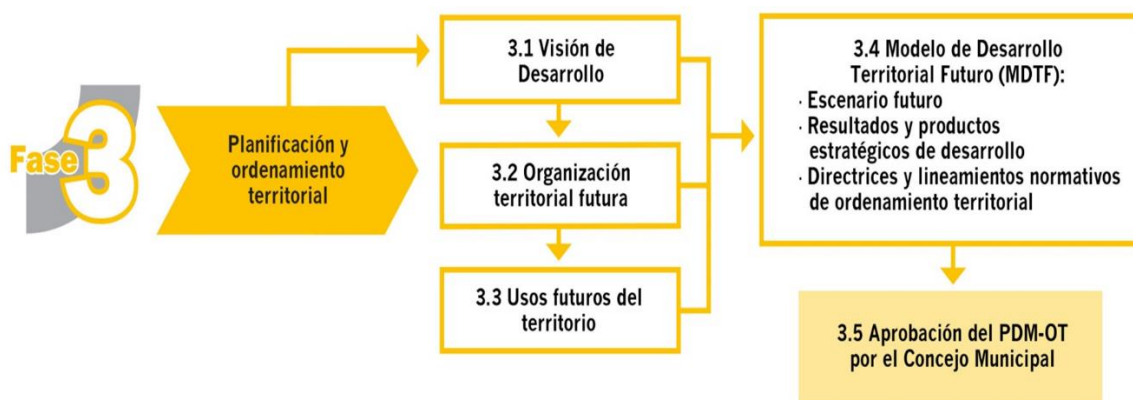 Fase 3
Planificación y
ordenamiento
territorial
3.1 Visión de
Desarrollo
3.2 Organización
territorial futura
3.3 Usos futuros del
territorio
3.4 Modelo de Desarrollo
Territorial Futuro (MDTF):
· Escenario futuro
· Resultados y productos
estratégicos de desarrollo
· Directrices y lineamientos normativos
de ordenamiento territorial
3.5 Aprobación del PDM-OT
por el Concejo Municipal